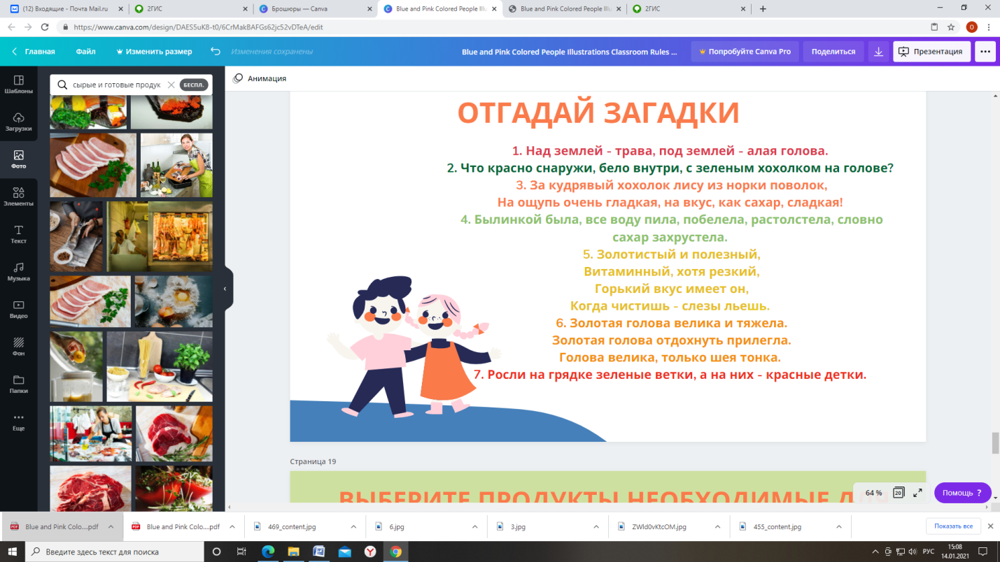 (12) Входящие - Почта Mail.ru
2ГИС
Брошюры — Canva
Blue and Pink Colored People Illu
Blue and Pink Colored People Illu
2ГИС
https://www.canva.com/design/DAES5uK8-t0/6CrMakBAFGs62jc52vDTeA/edit
О
Главная
Файл
Изменить размер
Изменения сохранены
Blue and Pink Colored People Illustrations Classroom Rules ...
Попробуйте Canva Pro
Поделиться
Презентация
Шаблоны
Загрузки
Фото
Элементы
Текст
Музыка
Видео
Фон
Папки
Еще
сырые и готовые продук
БЕСПЛ.
Анимация
ОТГАДАЙ ЗАГАДКИ
1. Над землей - трава, под землей - алая голова.
2. Что красно снаружи, бело внутри, с зеленым хохолком на голове?
3. За кудрявый хохолок лису из норки поволок,
На ощупь очень гладкая, на вкус, как сахар, сладкая!
4. Былинкой была, все воду пила, побелела, растолстела, словно
сахар захрустела.
5. Золотистый и полезный,
Витаминный, хотя резкий,
Горький вкус имеет он,
Когда чистишь - слезы льешь.
6. Золотая голова велика и тяжела.
Золотая голова отдохнуть прилегла.
Голова велика, только шея тонка.
7. Росли на грядке зеленые ветки, а на них - красные детки.
Страница 19
ВЫБЕРИТЕ ПРОДУКТЫ НЕОБХОДИМЫЕ ДЛЯ
64 %
20
Помощь ?
Blue and Pink Colo....pdf
Blue and Pink Colo....pdf
469_content.jpg
6.jpg
3.jpg
ZWld0vKtcOM.jpg
455_content.jpg
Показать все
Введите здесь текст для поиска
РУС
15:08
14.01.2021